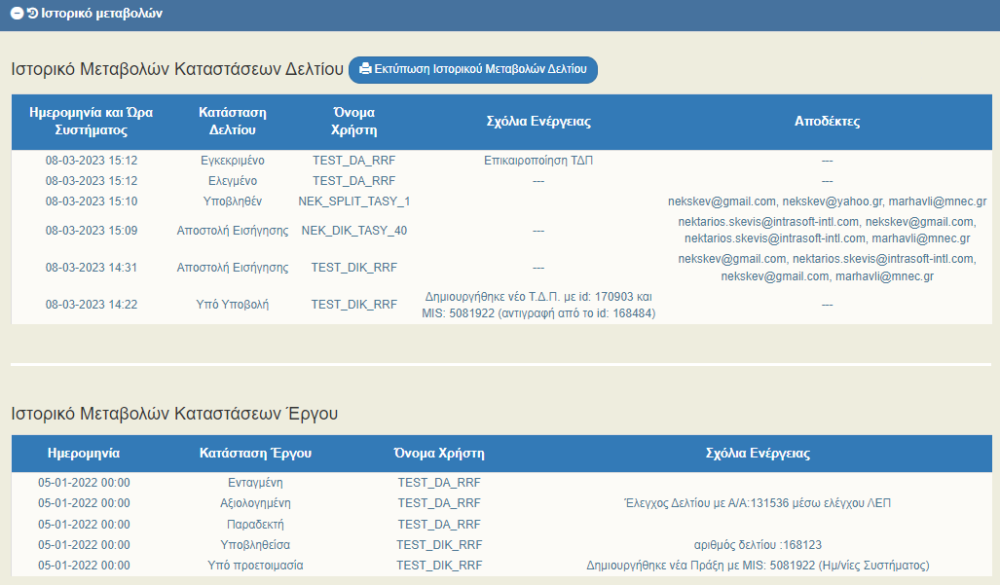 Ιστορικό μεταβολών
Ιστορικό Μεταβολών Καταστάσεων Δελτίου Εκτύπωση Ιστορικού Μεταβολών Δελτίου
Ημερομηνία και Ώρα Συστήματος Κατάσταση Δελτίου Όνομα Χρήστη Σχόλια Ενέργειας Αποδέκτες
08-03-2023 15:12 Εγκεκριμένο TEST_DA_RRF Επικαιροποίηση ΤΔΠ ---
08-03-2023 15:12 Ελεγμένο TEST_DA_RRF --- ---
08-03-2023 15:10 Υποβληθέν NEK_SPLIT_TASY_1 nekskev@gmail.com, nekskev@yahoo.gr, marhavli@mnec.gr
08-03-2023 15:09 Αποστολή Εισήγησης NEK_DIK_TASY_40 --- nektarios.skevis@intrasoft-intl.com, nekskev@gmail.com,
nektarios.skevis@intrasoft-intl.com, marhavli@mnec.gr
08-03-2023 14:31 Αποστολή Εισήγησης TEST_DIK_RRF --- nekskev@gmail.com, nektarios.skevis@intrasoft-intl.com,
nekskev@gmail.com, marhavli@mnec.gr
08-03-2023 14:22 Υπό Υποβολή TEST_DIK_RRF Δημιουργήθηκε νέο Τ.Δ.Π. με id: 170903 και
MIS: 5081922 (αντιγραφή από το id: 168484) ---
Ιστορικό Μεταβολών Καταστάσεων Έργου
Ημερομηνία Κατάσταση Έργου Όνομα Χρήστη Σχόλια Ενέργειας
05-01-2022 00:00 Ενταγμένη TEST_DA_RRF
05-01-2022 00:00 Αξιολογημένη TEST_DA_RRF Έλεγχος Δελτίου με Α/Α:131536 μέσω ελέγχου ΛΕΠ
05-01-2022 00:00 Παραδεκτή TEST_DA_RRF
05-01-2022 00:00 Υποβληθείσα TEST_DIK_RRF αριθμός δελτίου :168123
05-01-2022 00:00 Υπό προετοιμασία TEST_DIK_RRF Δημιουργήθηκε νέα Πράξη με MIS: 5081922 (Ημ/νίες Συστήματος)